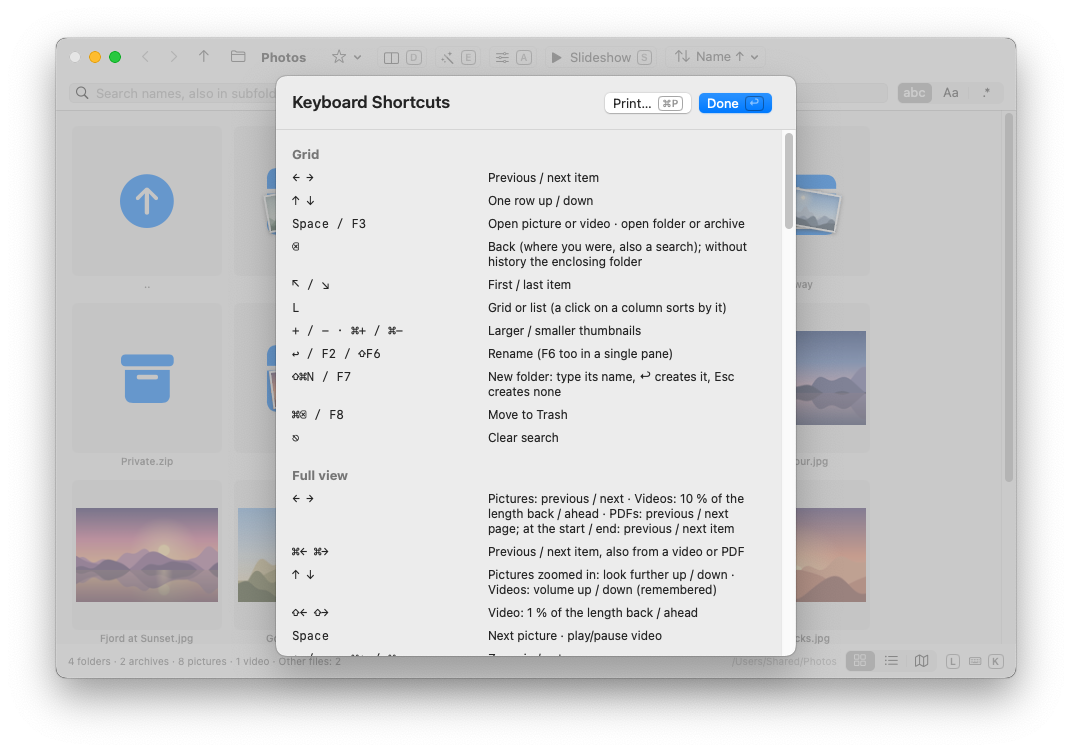 Photos
D
E
A
Slideshow S
Name ↑
Search names, also in subfold
abc
Aa
.*
Keyboard Shortcuts
Print... ⌘P
Done ↩
Grid
← → Previous / next item
↑ ↓ One row up / down
Space / F3 Open picture or video · open folder or archive
⌫ Back (where you were, also a search); without
history the enclosing folder
↖ / ↘ First / last item
L Grid or list (a click on a column sorts by it)
+ / − · ⌘+ / ⌘− Larger / smaller thumbnails
↩ / F2 / ⇧F6 Rename (F6 too in a single pane)
⇧⌘N / F7 New folder: type its name, ↩ creates it, Esc
creates none
⌘⌫ / F8 Move to Trash
⎋ Clear search
Full view
← → Pictures: previous / next · Videos: 10 % of the
length back / ahead · PDFs: previous / next
page; at the start / end: previous / next item
⌘← ⌘→ Previous / next item, also from a video or PDF
↑ ↓ Pictures zoomed in: look further up / down ·
Videos: volume up / down (remembered)
⇧← ⇧→ Video: 1 % of the length back / ahead
Space Next picture · play/pause video
..
way
Private.zip
our.jpg
Fjord at Sunset.jpg
cks.jpg
4 folders · 2 archives · 8 pictures · 1 video · Other files: 2
/Users/Shared/Photos
L
K